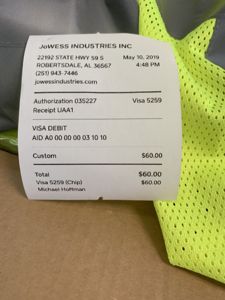 JoWESS INDUSTRIES INC
22192 STATE HWY 59 S May 10, 2019
ROBERTSDALE, AL 36567 4:48 PM
(251) 943-7446
jowessindustries.com
Authorization 035227 Visa 5259
Receipt UAA1
VISA DEBIT
AID A0 00 00 00 03 10 10
Custom $60.00
Total $60.00
Visa 5259 (Chip) $60.00
Michael Hoffman